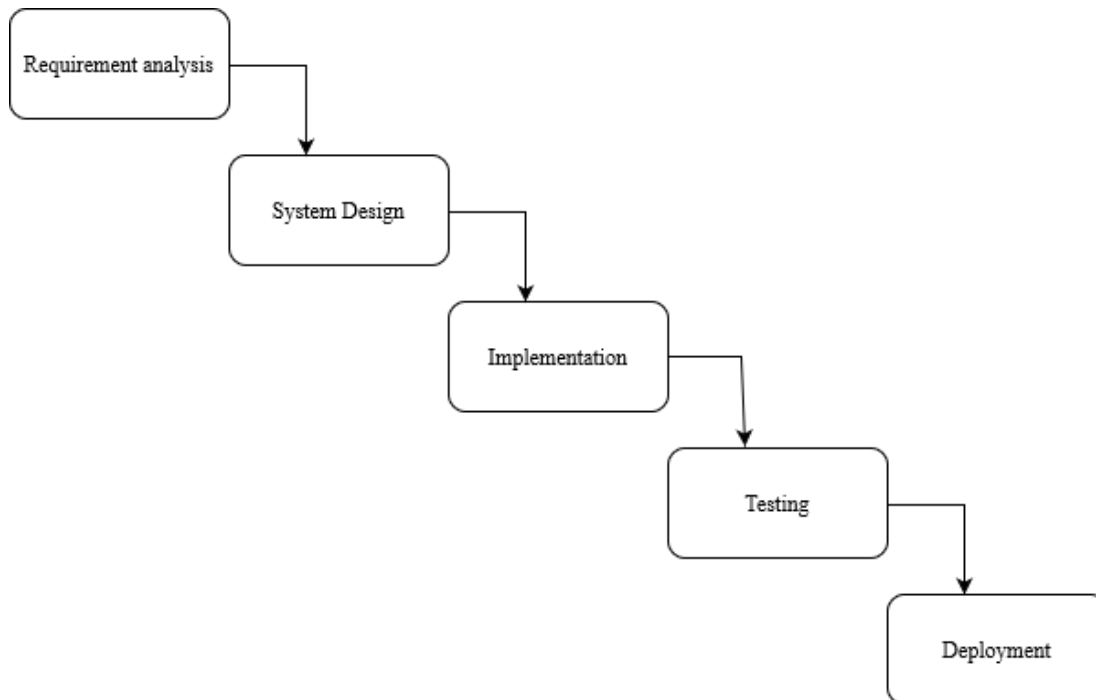 Requirement analysis
System Design
Implementation
Testing
Deployment